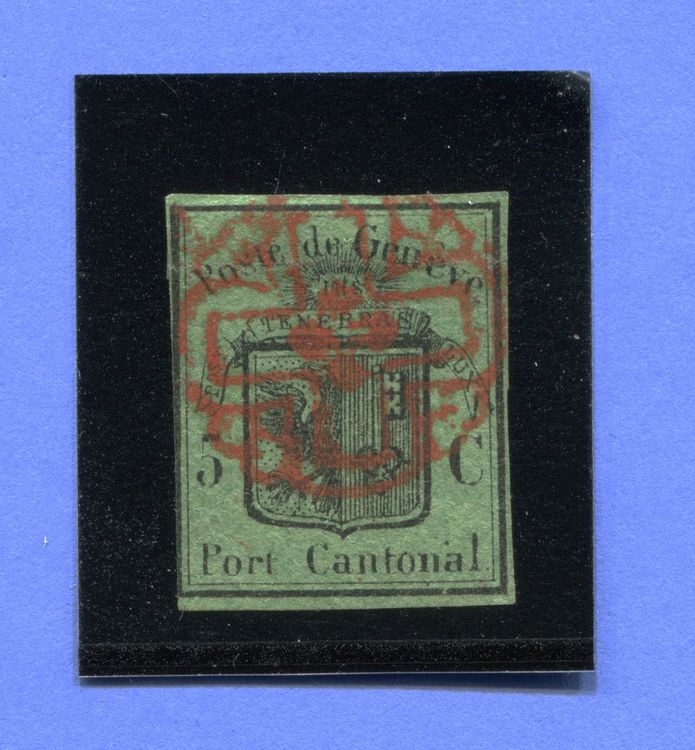 Poste de Genève
IHS
POST
TENEBRAS
LUX
5 C
Port Cantonal.